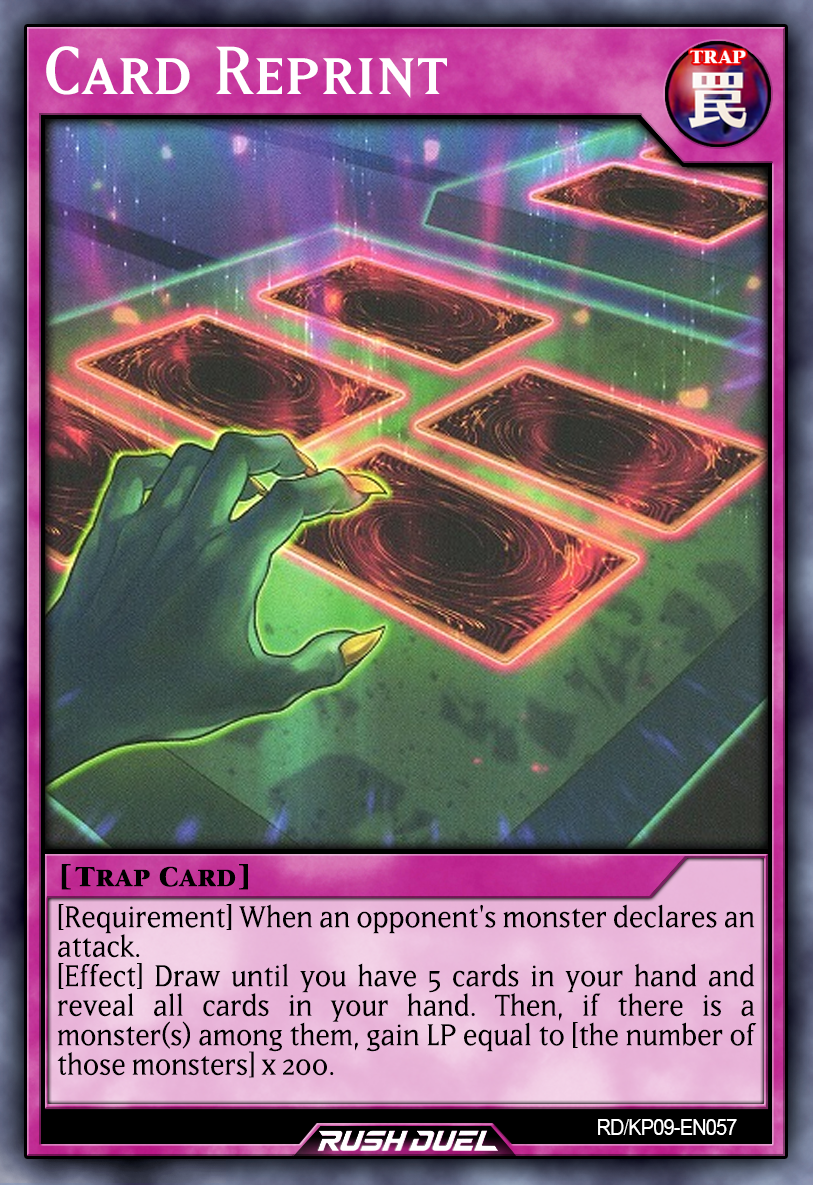 Card Reprint
TRAP
罠
[Trap Card]
[Requirement] When an opponent's monster declares an
attack.
[Effect] Draw until you have 5 cards in your hand and
reveal all cards in your hand. Then, if there is a
monster(s) among them, gain LP equal to [the number of
those monsters] x 200.
RD/KP09-EN057
RUSH DUEL